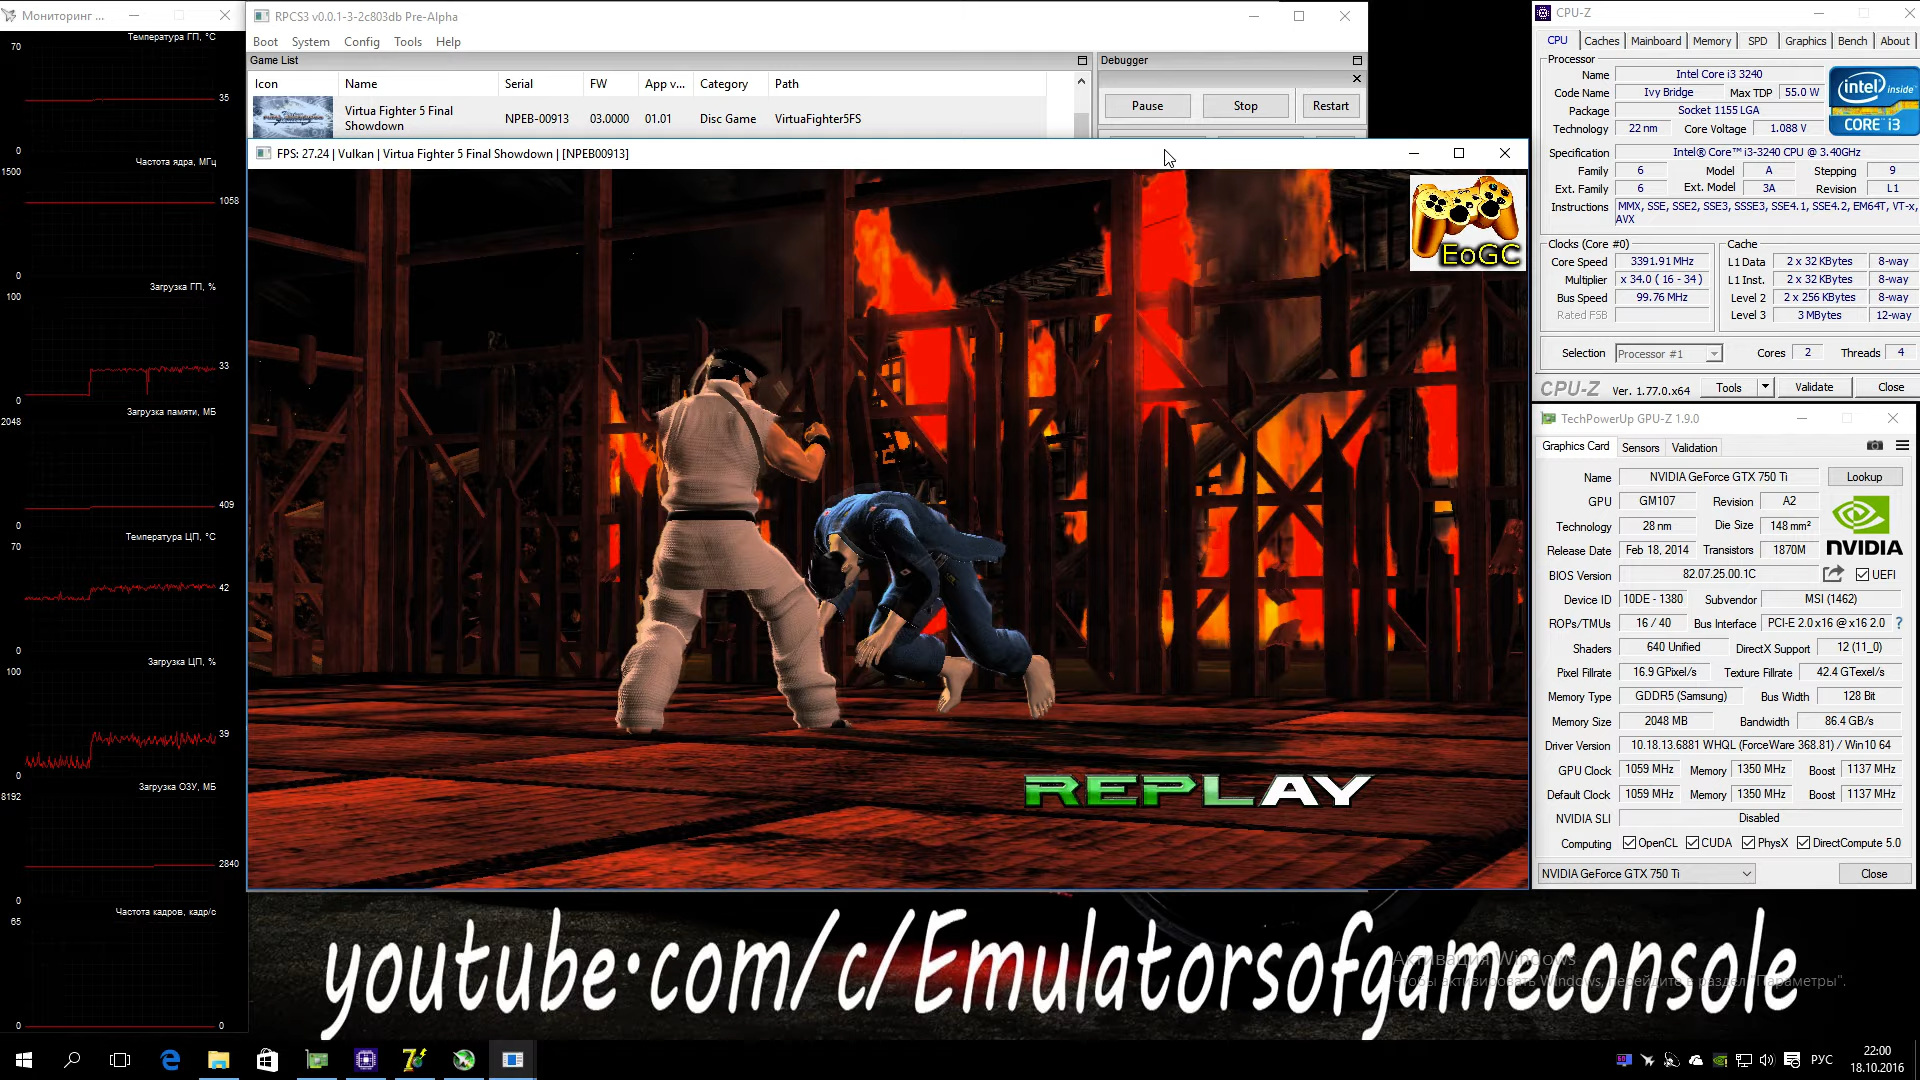 Мониторинг ...
Температура ГП, °C
70
35
Частота ядра, МГц
1500
1058
0
Загрузка ГП, %
100
33
0
Загрузка памяти, МБ
2048
409
0
Температура ЦП, °C
70
42
0
Загрузка ЦП, %
100
39
0
Загрузка ОЗУ, МБ
8192
2840
0
Частота кадров, кадр/с
65
0
0
RPCS3 v0.0.1-3-2c803db Pre-Alpha
Boot System Config Tools Help
Game List
Icon Name Serial FW App v... Category Path
Virtua Fighter 5 Final Showdown NPEB-00913 03.0000 01.01 Disc Game VirtuaFighter5FS
Debugger
Pause Stop Restart
FPS: 27.24 | Vulkan | Virtua Fighter 5 Final Showdown | [NPEB00913]
EoGC
REPLAY
CPU-Z
CPU Caches Mainboard Memory SPD Graphics Bench About
Processor
Name Intel Core i3 3240
Code Name Ivy Bridge Max TDP 55.0 W
Package Socket 1155 LGA
Technology 22 nm Core Voltage 1.088 V
intel inside™
CORE i3
Specification Intel® Core™ i3-3240 CPU @ 3.40GHz
Family 6 Model A Stepping 9
Ext. Family 6 Ext. Model 3A Revision L1
Instructions MMX, SSE, SSE2, SSE3, SSSE3, SSE4.1, SSE4.2, EM64T, VT-x, AVX
Clocks (Core #0)
Core Speed 3391.91 MHz
Multiplier x 34.0 ( 16 - 34 )
Bus Speed 99.76 MHz
Rated FSB
Cache
L1 Data 2 x 32 KBytes 8-way
L1 Inst. 2 x 32 KBytes 8-way
Level 2 2 x 256 KBytes 8-way
Level 3 3 MBytes 12-way
Selection Processor #1 Cores 2 Threads 4
CPU-Z Ver. 1.77.0.x64 Tools Validate Close
TechPowerUp GPU-Z 1.9.0
Graphics Card Sensors Validation
Name NVIDIA GeForce GTX 750 Ti Lookup
GPU GM107 Revision A2
Technology 28 nm Die Size 148 mm²
Release Date Feb 18, 2014 Transistors 1870M
NVIDIA
BIOS Version 82.07.25.00.1C UEFI
Device ID 10DE - 1380 Subvendor MSI (1462)
ROPs/TMUs 16 / 40 Bus Interface PCI-E 2.0 x16 @ x16 2.0 ?
Shaders 640 Unified DirectX Support 12 (11_0)
Pixel Fillrate 16.9 GPixel/s Texture Fillrate 42.4 GTexel/s
Memory Type GDDR5 (Samsung) Bus Width 128 Bit
Memory Size 2048 MB Bandwidth 86.4 GB/s
Driver Version 10.18.13.6881 WHQL (ForceWare 368.81) / Win10 64
GPU Clock 1059 MHz Memory 1350 MHz Boost 1137 MHz
Default Clock 1059 MHz Memory 1350 MHz Boost 1137 MHz
NVIDIA SLI Disabled
Computing OpenCL CUDA PhysX DirectCompute 5.0
NVIDIA GeForce GTX 750 Ti Close
youtube.com/c/Emulatorsofgameconsole
Активация Windows
Чтобы активировать Windows, перейдите в раздел "Параметры".
РУС
22:00
18.10.2016